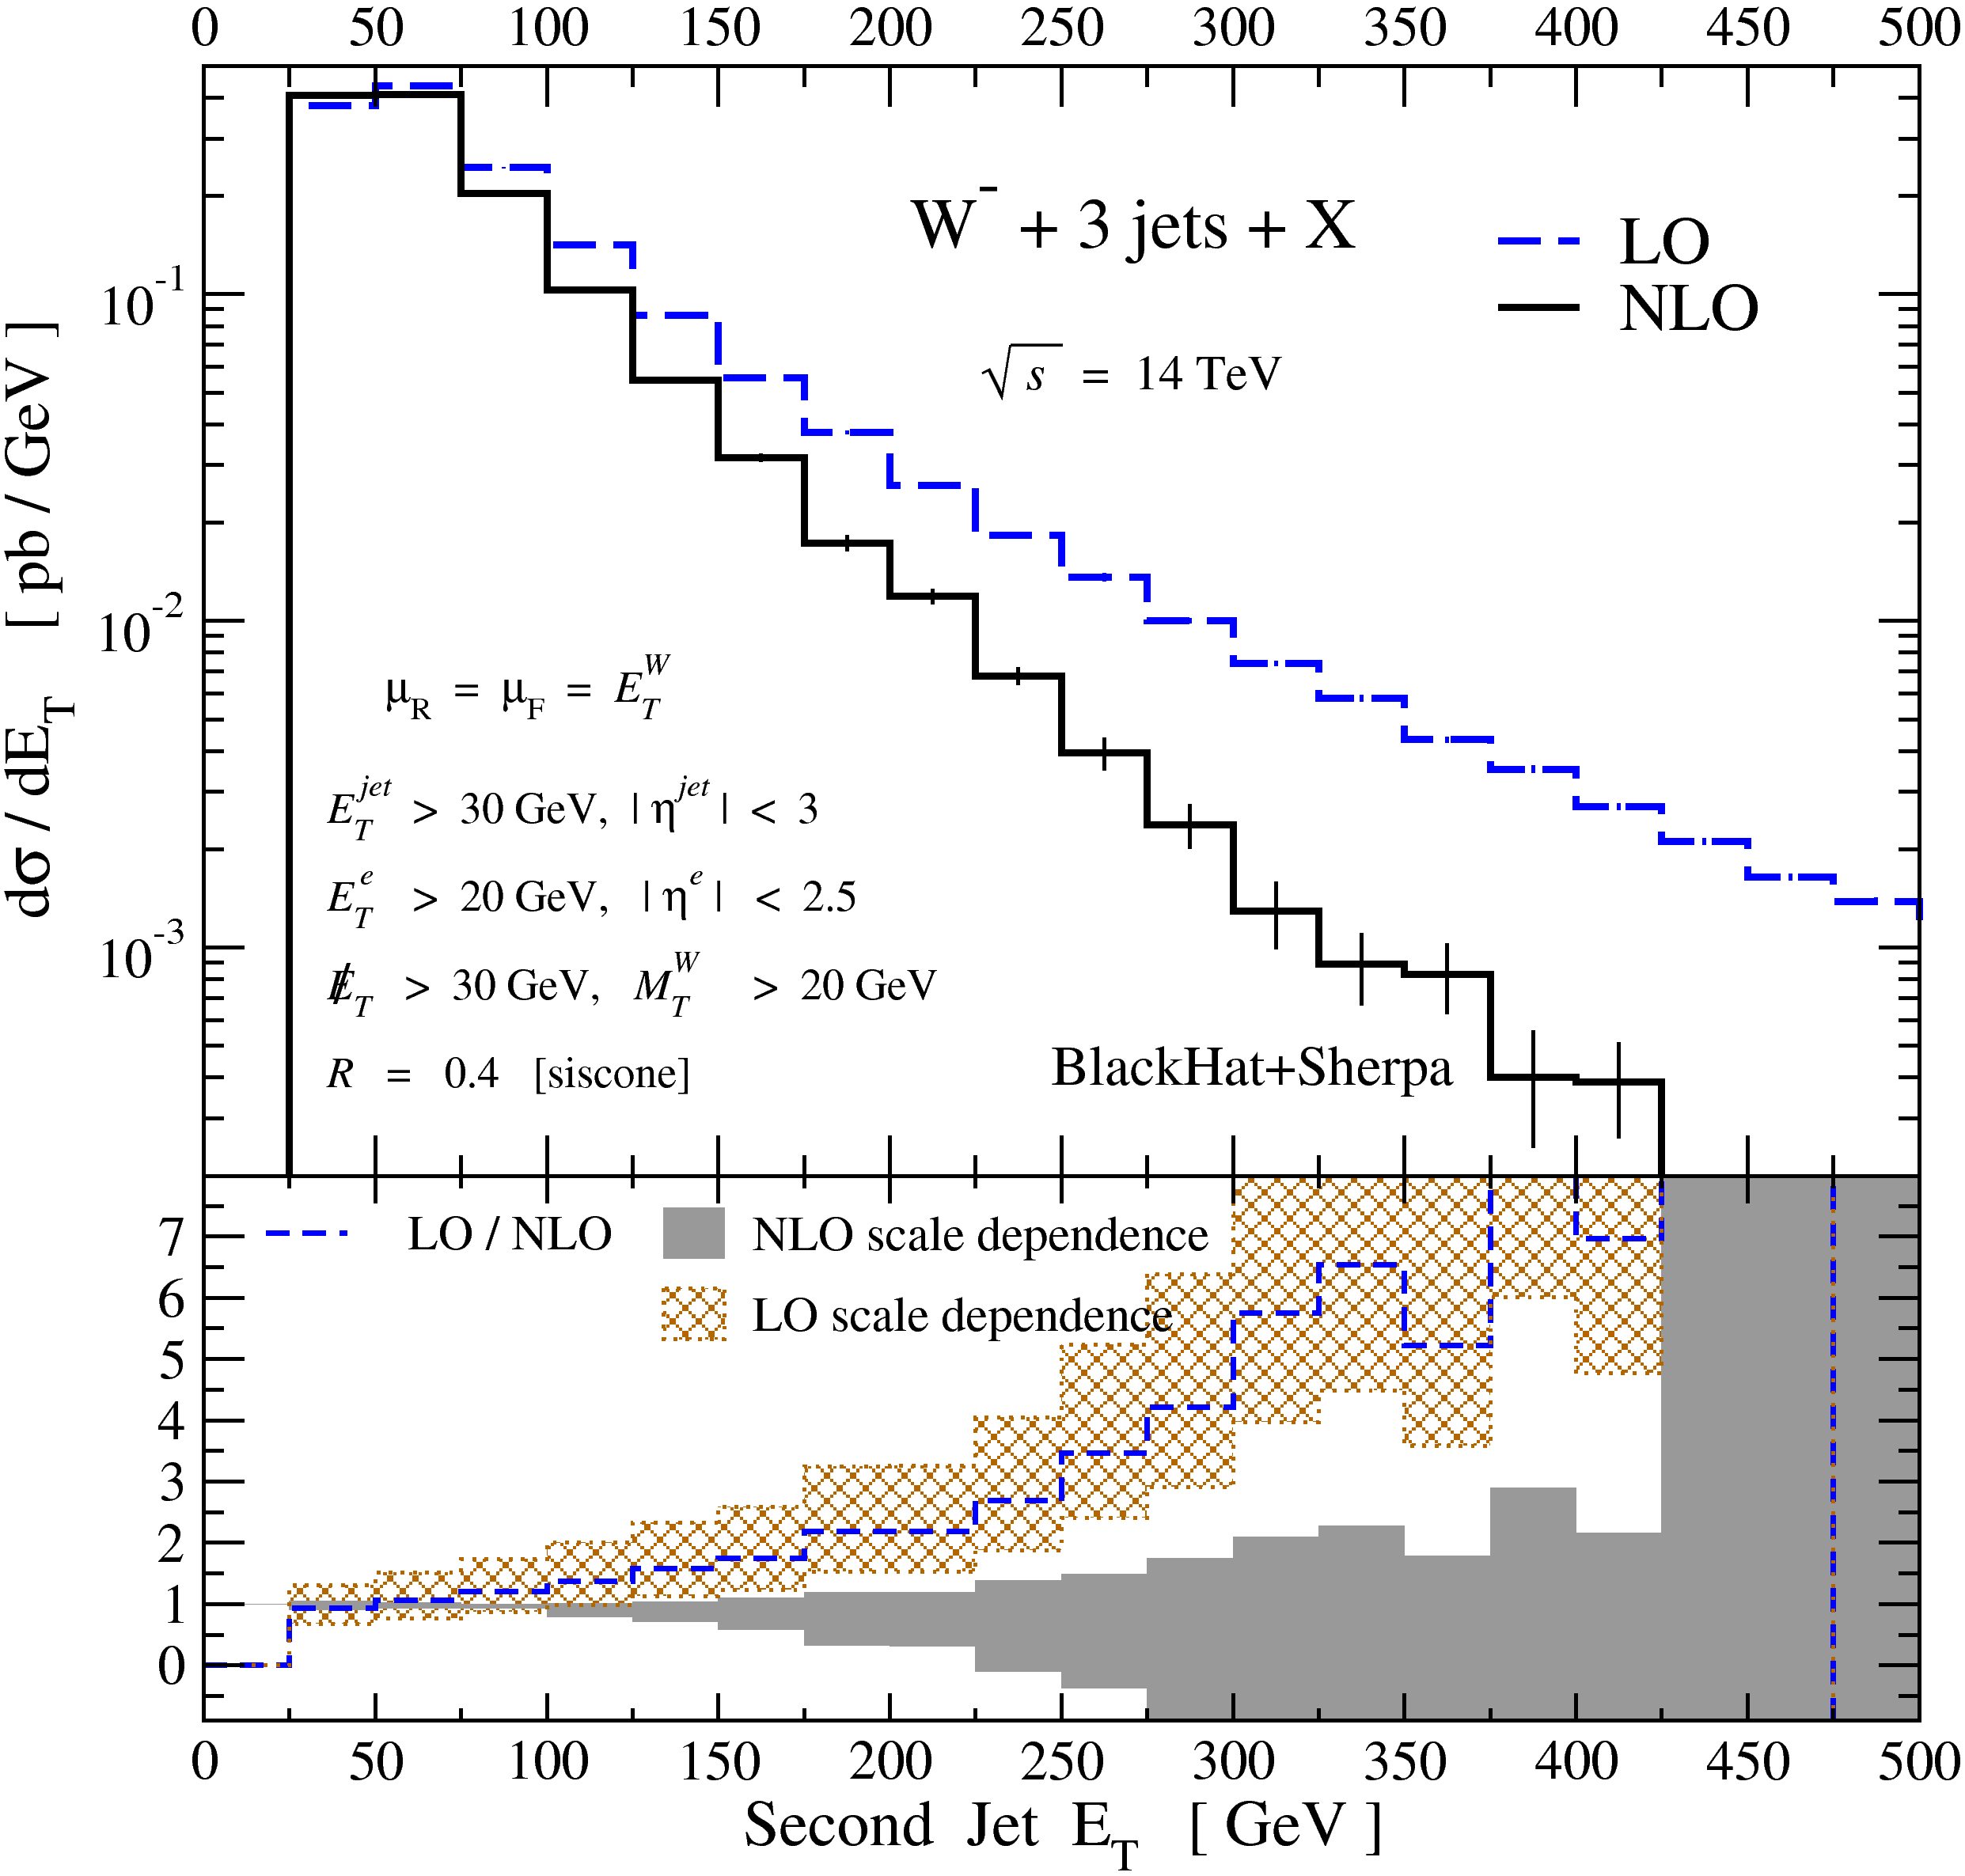 0 50 100 150 200 250 300 350 400 450 500
W⁻ + 3 jets + X
LO
NLO
√s = 14 TeV
10⁻¹
10⁻²
10⁻³
dσ / dE_T [ pb / GeV ]
μ_R = μ_F = E_T^W
E_T^jet > 30 GeV, | η^jet | < 3
E_T^e > 20 GeV, | η^e | < 2.5
E̸_T > 30 GeV, M_T^W > 20 GeV
R = 0.4 [siscone]
BlackHat+Sherpa
LO / NLO
NLO scale dependence
LO scale dependence
7
6
5
4
3
2
1
0
0 50 100 150 200 250 300 350 400 450 500
Second Jet E_T [ GeV ]